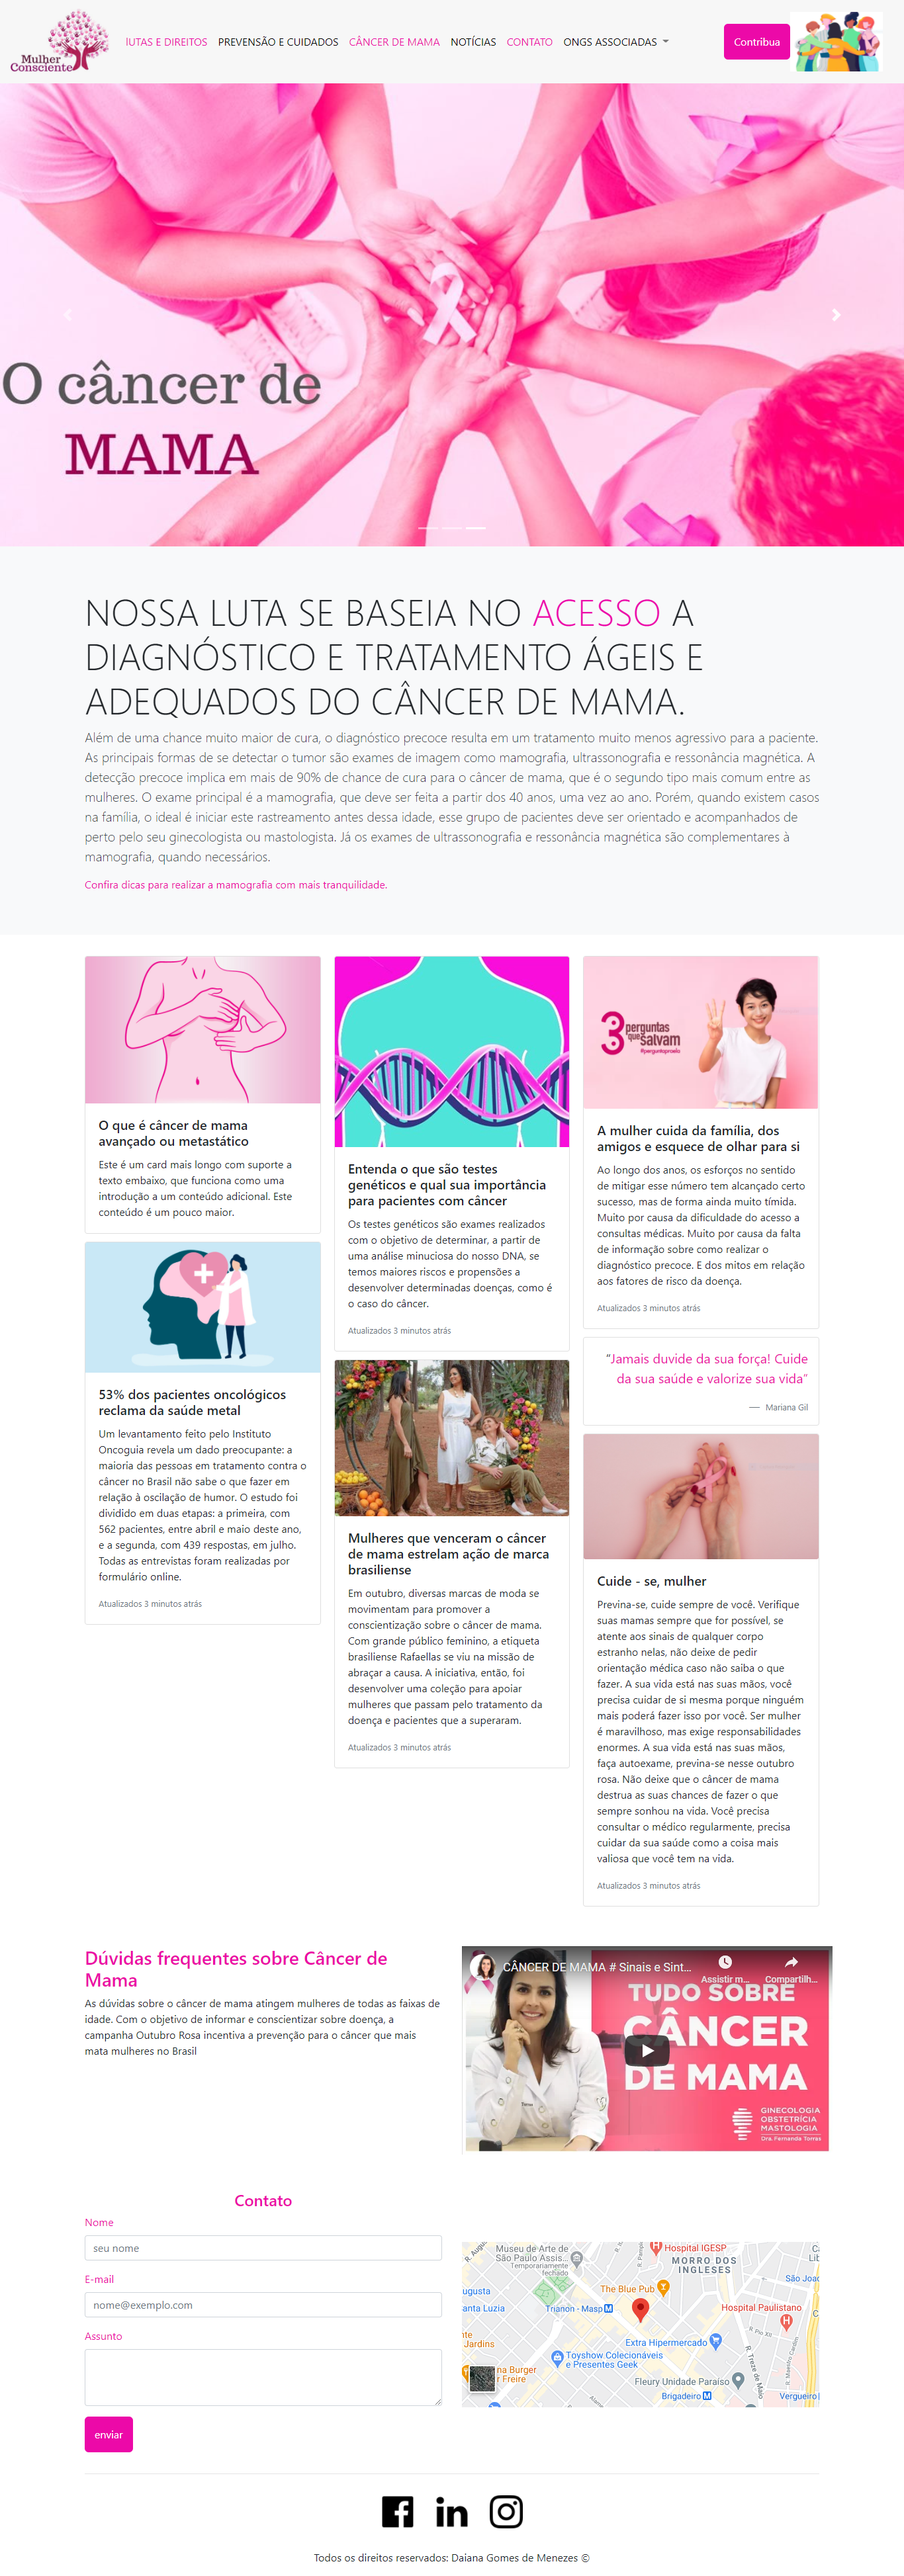 Mulher
Consciente
lUTAS E DIREITOS PREVENSÃO E CUIDADOS CÂNCER DE MAMA NOTÍCIAS CONTATO ONGS ASSOCIADAS
Contribua
O câncer de
MAMA
NOSSA LUTA SE BASEIA NO ACESSO A
DIAGNÓSTICO E TRATAMENTO ÁGEIS E
ADEQUADOS DO CÂNCER DE MAMA.
Além de uma chance muito maior de cura, o diagnóstico precoce resulta em um tratamento muito menos agressivo para a paciente.
As principais formas de se detectar o tumor são exames de imagem como mamografia, ultrassonografia e ressonância magnética. A
detecção precoce implica em mais de 90% de chance de cura para o câncer de mama, que é o segundo tipo mais comum entre as
mulheres. O exame principal é a mamografia, que deve ser feita a partir dos 40 anos, uma vez ao ano. Porém, quando existem casos
na família, o ideal é iniciar este rastreamento antes dessa idade, esse grupo de pacientes deve ser orientado e acompanhados de
perto pelo seu ginecologista ou mastologista. Já os exames de ultrassonografia e ressonância magnética são complementares à
mamografia, quando necessários.
Confira dicas para realizar a mamografia com mais tranquilidade.
O que é câncer de mama
avançado ou metastático
Este é um card mais longo com suporte a
texto embaixo, que funciona como uma
introdução a um conteúdo adicional. Este
conteúdo é um pouco maior.
53% dos pacientes oncológicos
reclama da saúde metal
Um levantamento feito pelo Instituto
Oncoguia revela um dado preocupante: a
maioria das pessoas em tratamento contra o
câncer no Brasil não sabe o que fazer em
relação à oscilação de humor. O estudo foi
dividido em duas etapas: a primeira, com
562 pacientes, entre abril e maio deste ano,
e a segunda, com 439 respostas, em julho.
Todas as entrevistas foram realizadas por
formulário online.
Atualizados 3 minutos atrás
Entenda o que são testes
genéticos e qual sua importância
para pacientes com câncer
Os testes genéticos são exames realizados
com o objetivo de determinar, a partir de
uma análise minuciosa do nosso DNA, se
temos maiores riscos e propensões a
desenvolver determinadas doenças, como é
o caso do câncer.
Atualizados 3 minutos atrás
Mulheres que venceram o câncer
de mama estrelam ação de marca
brasiliense
Em outubro, diversas marcas de moda se
movimentam para promover a
conscientização sobre o câncer de mama.
Com grande público feminino, a etiqueta
brasiliense Rafaellas se viu na missão de
abraçar a causa. A iniciativa, então, foi
desenvolver uma coleção para apoiar
mulheres que passam pelo tratamento da
doença e pacientes que a superaram.
Atualizados 3 minutos atrás
3 perguntas
que salvam
#perguntapraelu
A mulher cuida da família, dos
amigos e esquece de olhar para si
Ao longo dos anos, os esforços no sentido
de mitigar esse número tem alcançado certo
sucesso, mas de forma ainda muito tímida.
Muito por causa da dificuldade do acesso a
consultas médicas. Muito por causa da falta
de informação sobre como realizar o
diagnóstico precoce. E dos mitos em relação
aos fatores de risco da doença.
Atualizados 3 minutos atrás
“Jamais duvide da sua força! Cuide
da sua saúde e valorize sua vida”
— Mariana Gil
Cuide - se, mulher
Previna-se, cuide sempre de você. Verifique
suas mamas sempre que for possível, se
atente aos sinais de qualquer corpo
estranho nelas, não deixe de pedir
orientação médica caso não saiba o que
fazer. A sua vida está nas suas mãos, você
precisa cuidar de si mesma porque ninguém
mais poderá fazer isso por você. Ser mulher
é maravilhoso, mas exige responsabilidades
enormes. A sua vida está nas suas mãos,
faça autoexame, previna-se nesse outubro
rosa. Não deixe que o câncer de mama
destrua as suas chances de fazer o que
sempre sonhou na vida. Você precisa
consultar o médico regularmente, precisa
cuidar da sua saúde como a coisa mais
valiosa que você tem na vida.
Atualizados 3 minutos atrás
Dúvidas frequentes sobre Câncer de
Mama
As dúvidas sobre o câncer de mama atingem mulheres de todas as faixas de
idade. Com o objetivo de informar e conscientizar sobre doença, a
campanha Outubro Rosa incentiva a prevenção para o câncer que mais
mata mulheres no Brasil
CÂNCER DE MAMA # Sinais e Sint...
Assistir m... Compartilh...
TUDO SOBRE
CÂNCER
DE MAMA
GINECOLOGIA
OBSTETRÍCIA
MASTOLOGIA
Dra. Fernanda Torres
Contato
Nome
seu nome
E-mail
nome@exemplo.com
Assunto
enviar
R. August
Museu de Arte de
São Paulo Assis...
Temporariamente
fechado
Hospital IGESP
MORRO DOS
INGLESES
São Joac
ugusta
The Blue Pub
anta Luzia
Trianon - Masp
Hospital Paulistano
R. Pio XII
nte
Jardins
Extra Hipermercado
Toyshow Colecionáveis
e Presentes Geek
na Burger
r Freire
Fleury Unidade Paraíso
R. Treze de Maio
R. Maestro Cardim
Brigadeiro
Vergueiro
Alame
Todos os direitos reservados: Daiana Gomes de Menezes ©